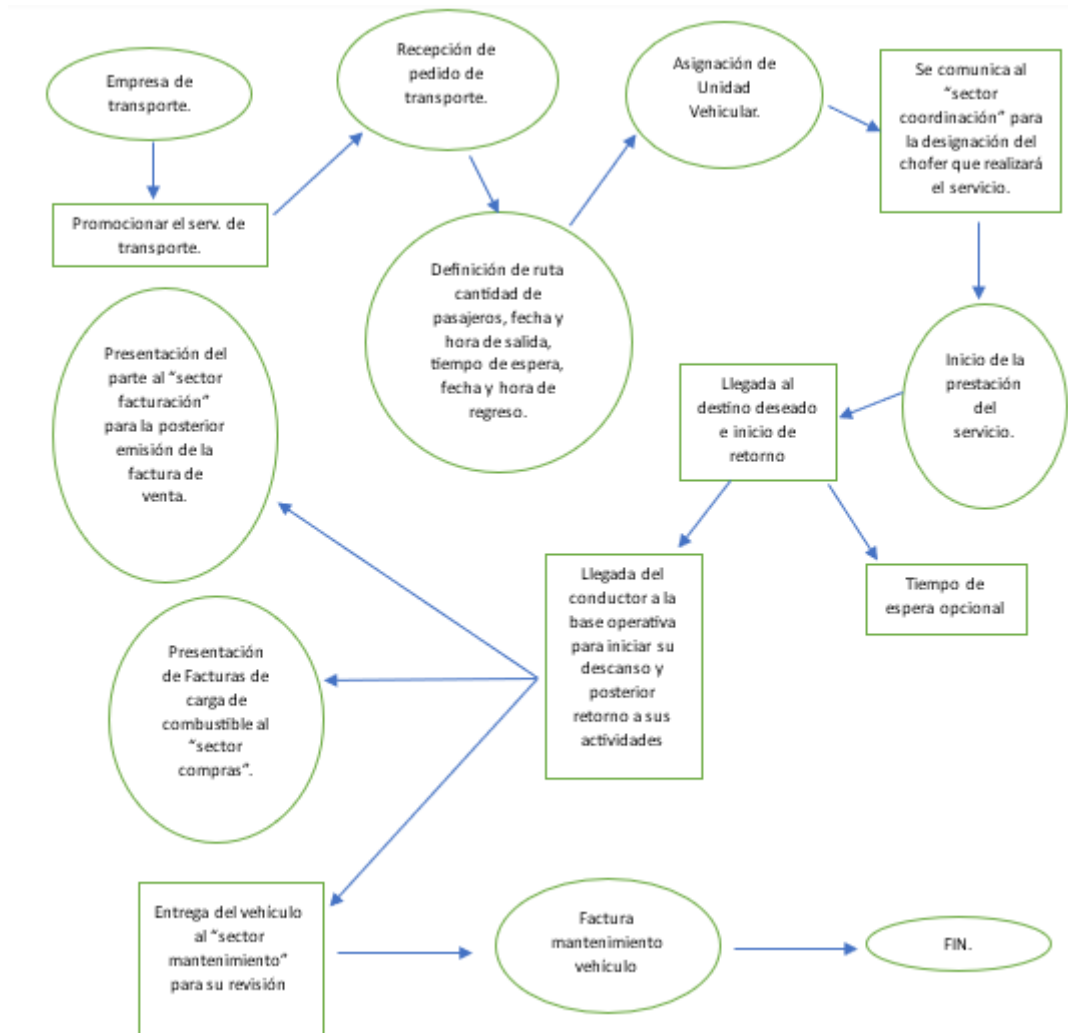 Empresa de
transporte.
Promocionar el serv. de
transporte.
Recepción de
pedido de
transporte.
Definición de ruta
cantidad de
pasajeros, fecha y
hora de salida,
tiempo de espera,
fecha y hora de
regreso.
Asignación de
Unidad
Vehicular.
Se comunica al
“sector
coordinación” para
la designación del
chofer que realizará
el servicio.
Inicio de la
prestación
del
servicio.
Llegada al
destino deseado
e inicio de
retorno
Tiempo de
espera opcional
Llegada del
conductor a la
base operativa
para iniciar su
descanso y
posterior
retorno a sus
actividades
Presentación del
parte al “sector
facturación”
para la posterior
emisión de la
factura de
venta.
Presentación
de Facturas de
carga de
combustible al
“sector
compras”.
Entrega del vehículo
al “sector
mantenimiento”
para su revisión
Factura
mantenimiento
vehículo
FIN.